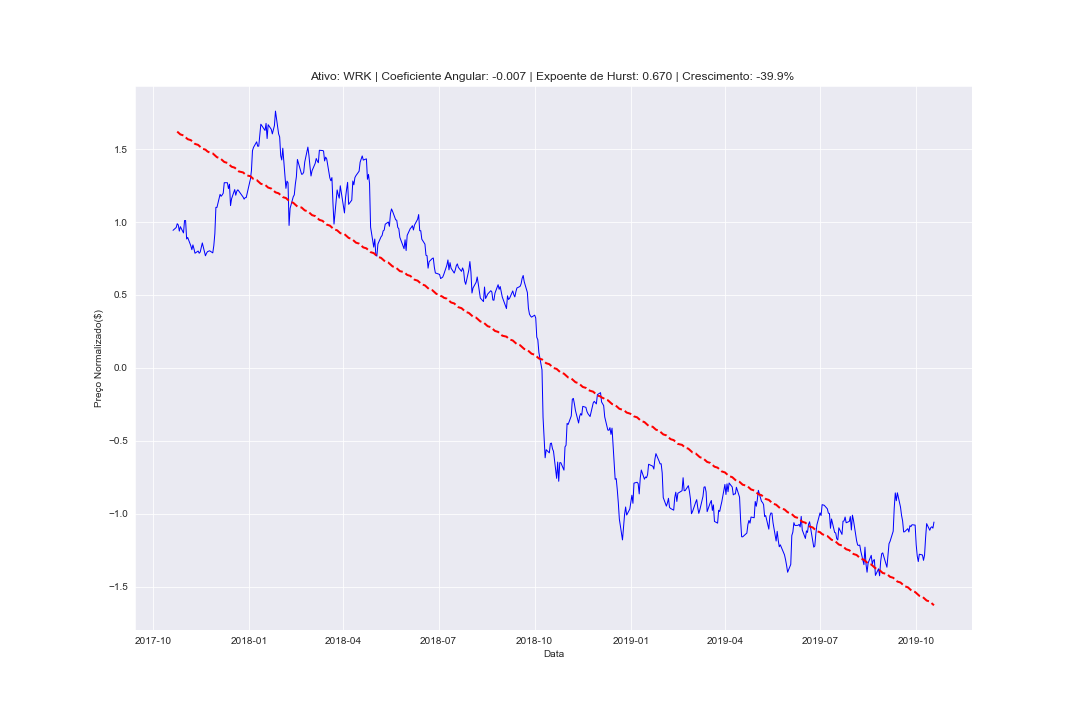 Ativo: WRK | Coeficiente Angular: -0.007 | Expoente de Hurst: 0.670 | Crescimento: -39.9%
1.5
1.0
0.5
0.0
−0.5
−1.0
−1.5
Preço Normalizado($)
2017-10 2018-01 2018-04 2018-07 2018-10 2019-01 2019-04 2019-07 2019-10
Data